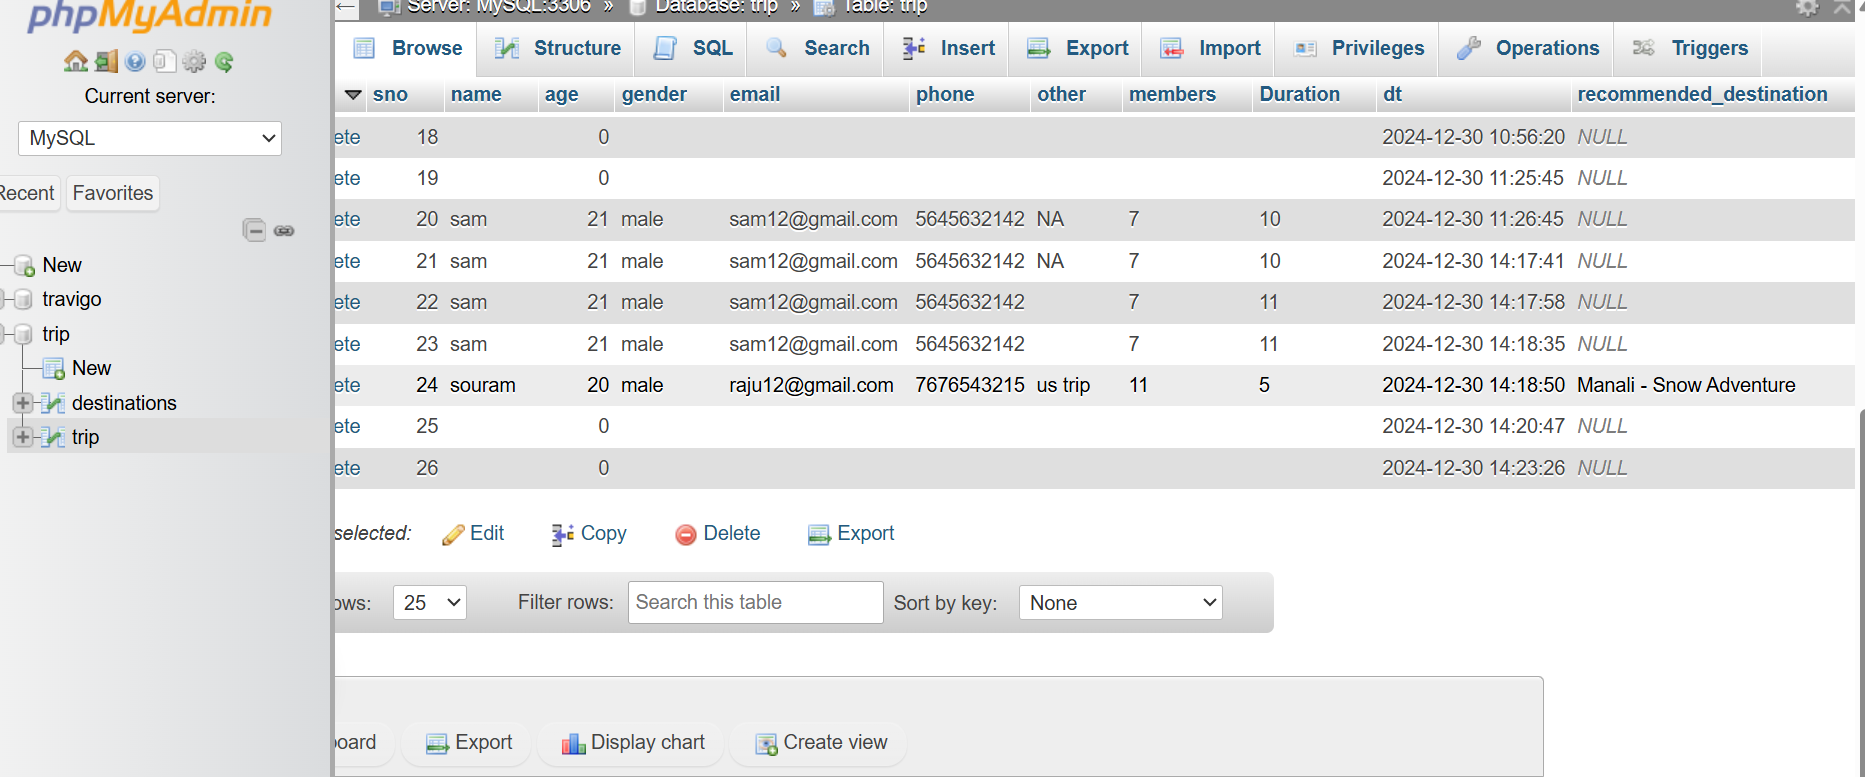 phpMyAdmin
Current server:
MySQL
Recent Favorites
New
travigo
trip
New
destinations
trip
Server: MySQL:3306 » Database: trip » Table: trip
Browse Structure SQL Search Insert Export Import Privileges Operations Triggers
sno name age gender email phone other members Duration dt recommended_destination
ete 18 0 2024-12-30 10:56:20 NULL
ete 19 0 2024-12-30 11:25:45 NULL
ete 20 sam 21 male sam12@gmail.com 5645632142 NA 7 10 2024-12-30 11:26:45 NULL
ete 21 sam 21 male sam12@gmail.com 5645632142 NA 7 10 2024-12-30 14:17:41 NULL
ete 22 sam 21 male sam12@gmail.com 5645632142 7 11 2024-12-30 14:17:58 NULL
ete 23 sam 21 male sam12@gmail.com 5645632142 7 11 2024-12-30 14:18:35 NULL
ete 24 souram 20 male raju12@gmail.com 7676543215 us trip 11 5 2024-12-30 14:18:50 Manali - Snow Adventure
ete 25 0 2024-12-30 14:20:47 NULL
ete 26 0 2024-12-30 14:23:26 NULL
selected: Edit Copy Delete Export
ows: 25 Filter rows: Search this table Sort by key: None
board Export Display chart Create view